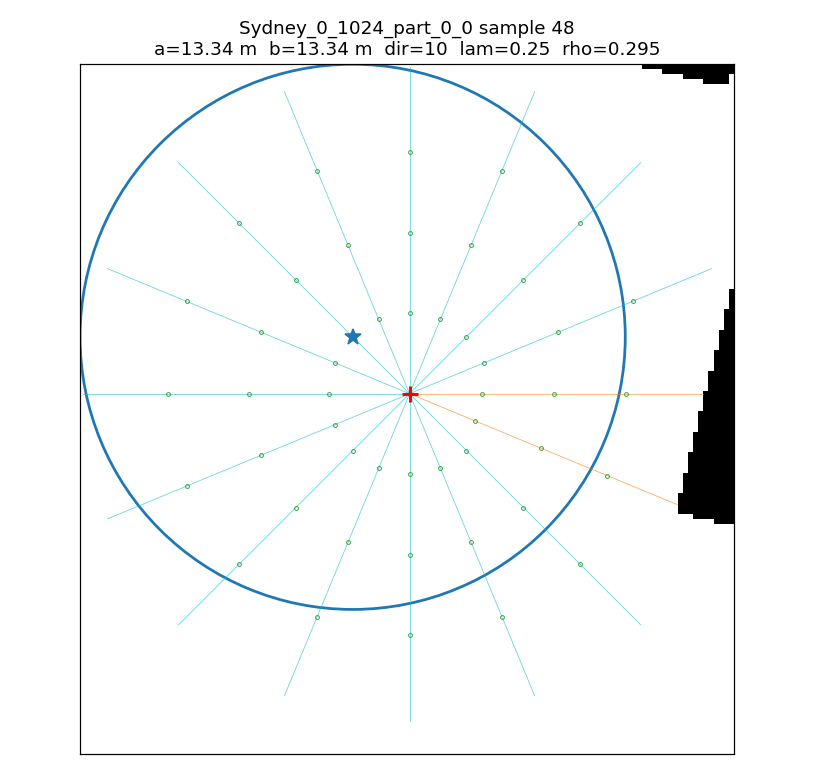 Sydney_0_1024_part_0_0 sample 48
a=13.34 m  b=13.34 m  dir=10  lam=0.25  rho=0.295